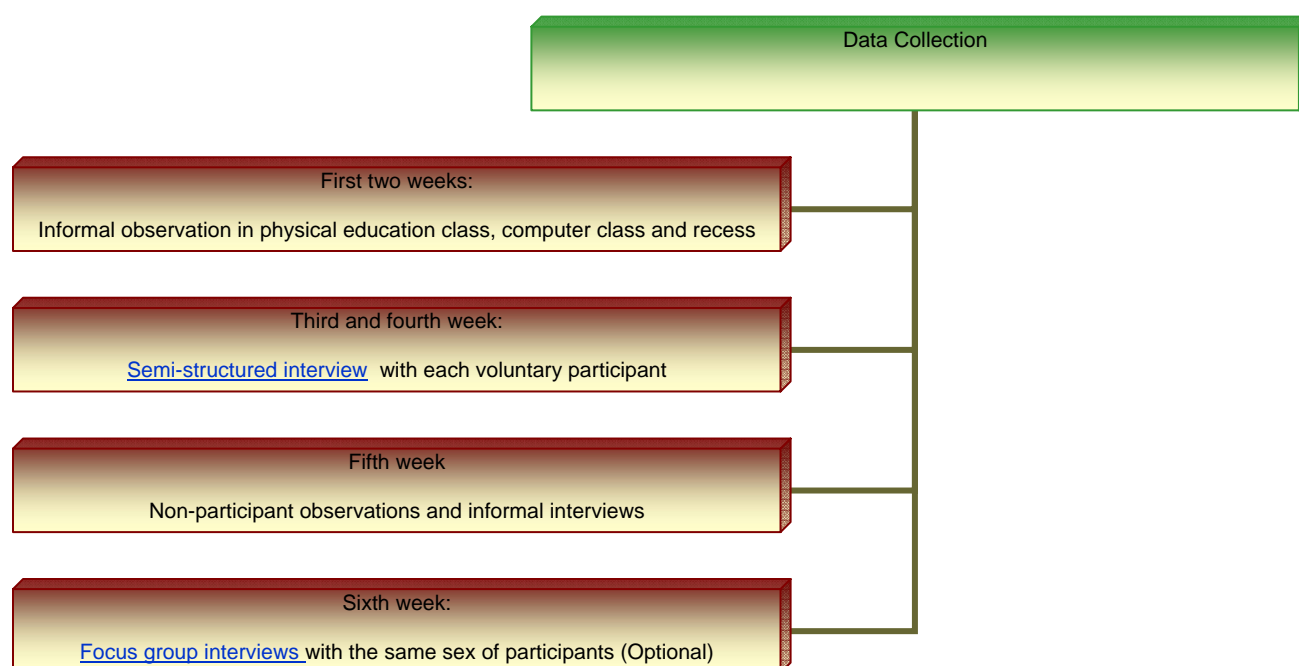 Data Collection
First two weeks:
Informal observation in physical education class, computer class and recess
Third and fourth week:
Semi-structured interview with each voluntary participant
Fifth week
Non-participant observations and informal interviews
Sixth week:
Focus group interviews with the same sex of participants (Optional)